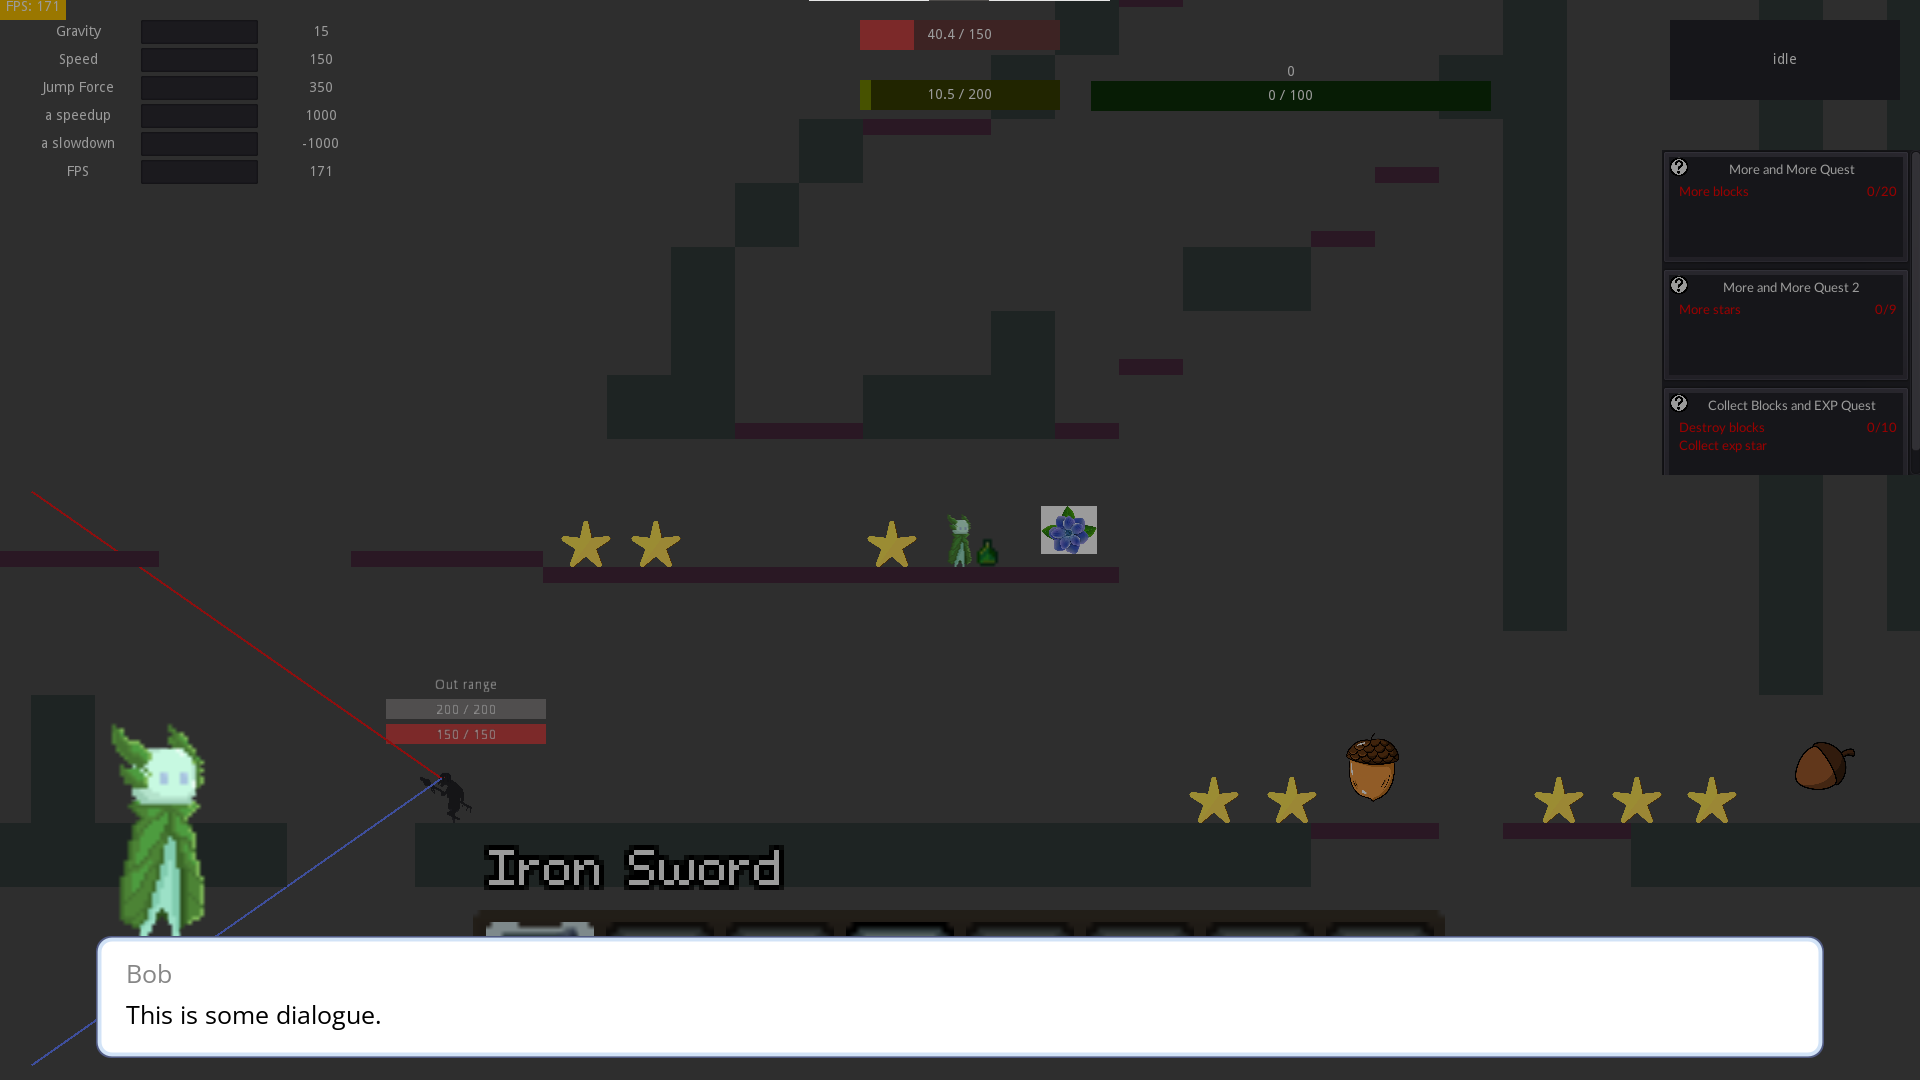 FPS: 171
Gravity 15
Speed 150
Jump Force 350
a speedup 1000
a slowdown -1000
FPS 171
40.4 / 150
10.5 / 200
0
0 / 100
idle
More and More Quest
More blocks 0/20
More and More Quest 2
More stars 0/9
Collect Blocks and EXP Quest
Destroy blocks 0/10
Collect exp star
Out range
200 / 200
150 / 150
Iron Sword
Bob
This is some dialogue.